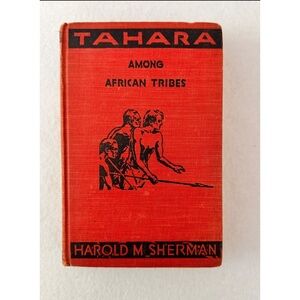 TAHARA
AMONG
AFRICAN TRIBES
HAROLD M. SHERMAN